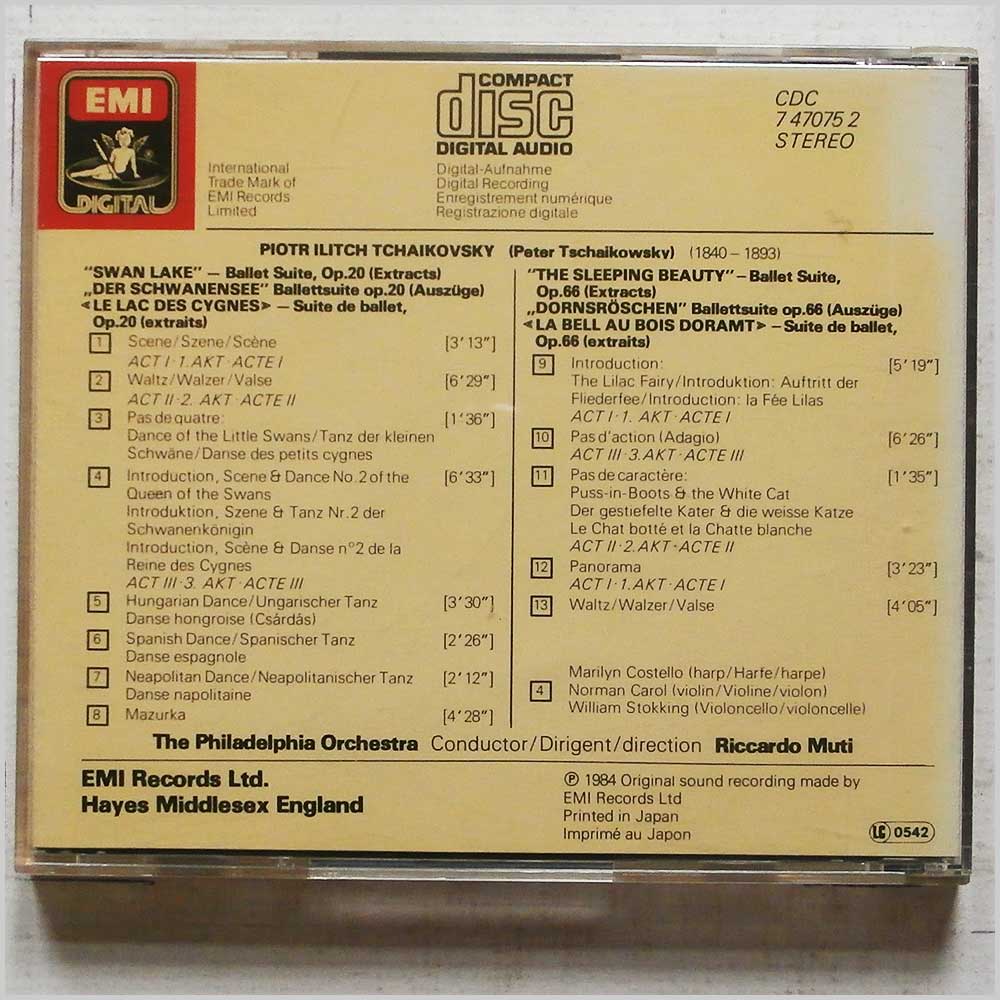 EMI
DIGITAL
International
Trade Mark of
EMI Records
Limited
COMPACT
disc
DIGITAL AUDIO
Digital-Aufnahme
Digital Recording
Enregistrement numérique
Registrazione digitale
CDC
7 47075 2
STEREO
PIOTR ILITCH TCHAIKOVSKY (Peter Tschaikowsky) (1840–1893)
"SWAN LAKE" – Ballet Suite, Op.20 (Extracts)
„DER SCHWANENSEE" Ballettsuite op.20 (Auszüge)
<LE LAC DES CYGNES> – Suite de ballet,
Op.20 (extraits)
1 Scene/Szene/Scène [3'13"]
ACT I·1. AKT·ACTE I
2 Waltz/Walzer/Valse [6'29"]
ACT II·2. AKT·ACTE II
3 Pas de quatre: [1'36"]
Dance of the Little Swans/Tanz der kleinen
Schwäne/Danse des petits cygnes
4 Introduction, Scene & Dance No.2 of the [6'33"]
Queen of the Swans
Introduktion, Szene & Tanz Nr.2 der
Schwanenkönigin
Introduction, Scène & Danse n°2 de la
Reine des Cygnes
ACT III·3. AKT·ACTE III
5 Hungarian Dance/Ungarischer Tanz [3'30"]
Danse hongroise (Csárdás)
6 Spanish Dance/Spanischer Tanz [2'26"]
Danse espagnole
7 Neapolitan Dance/Neapolitanischer Tanz [2'12"]
Danse napolitaine
8 Mazurka [4'28"]
"THE SLEEPING BEAUTY" – Ballet Suite,
Op.66 (Extracts)
„DORNSRÖSCHEN" Ballettsuite op.66 (Auszüge)
<LA BELL AU BOIS DORAMT> – Suite de ballet,
Op.66 (extraits)
9 Introduction: [5'19"]
The Lilac Fairy/Introduktion: Auftritt der
Fliederfee/Introduction: la Fée Lilas
ACT I·1. AKT·ACTE I
10 Pas d'action (Adagio) [6'26"]
ACT III·3. AKT·ACTE III
11 Pas de caractère: [1'35"]
Puss-in-Boots & the White Cat
Der gestiefelte Kater & die weisse Katze
Le Chat botté et la Chatte blanche
ACT II·2. AKT·ACTE II
12 Panorama [3'23"]
ACT I·1. AKT·ACTE I
13 Waltz/Walzer/Valse [4'05"]
Marilyn Costello (harp/Harfe/harpe)
4 Norman Carol (violin/Violine/violon)
William Stokking (Violoncello/violoncelle)
The Philadelphia Orchestra Conductor/Dirigent/direction Riccardo Muti
EMI Records Ltd.
Hayes Middlesex England
℗ 1984 Original sound recording made by
EMI Records Ltd
Printed in Japan
Imprimé au Japon
LC 0542